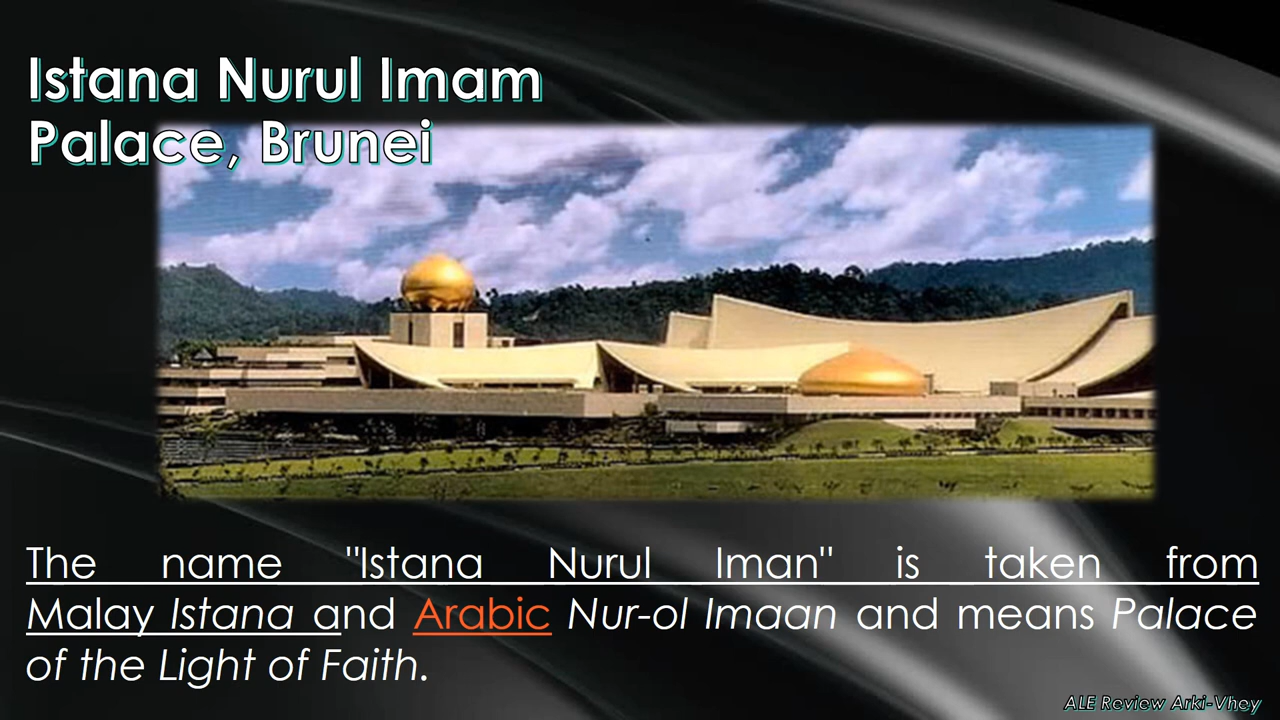 Istana Nurul Imam
Palace, Brunei
The name "Istana Nurul Iman" is taken from
Malay Istana and Arabic Nur-ol Imaan and means Palace
of the Light of Faith.
ALE Review Arki-Vhey